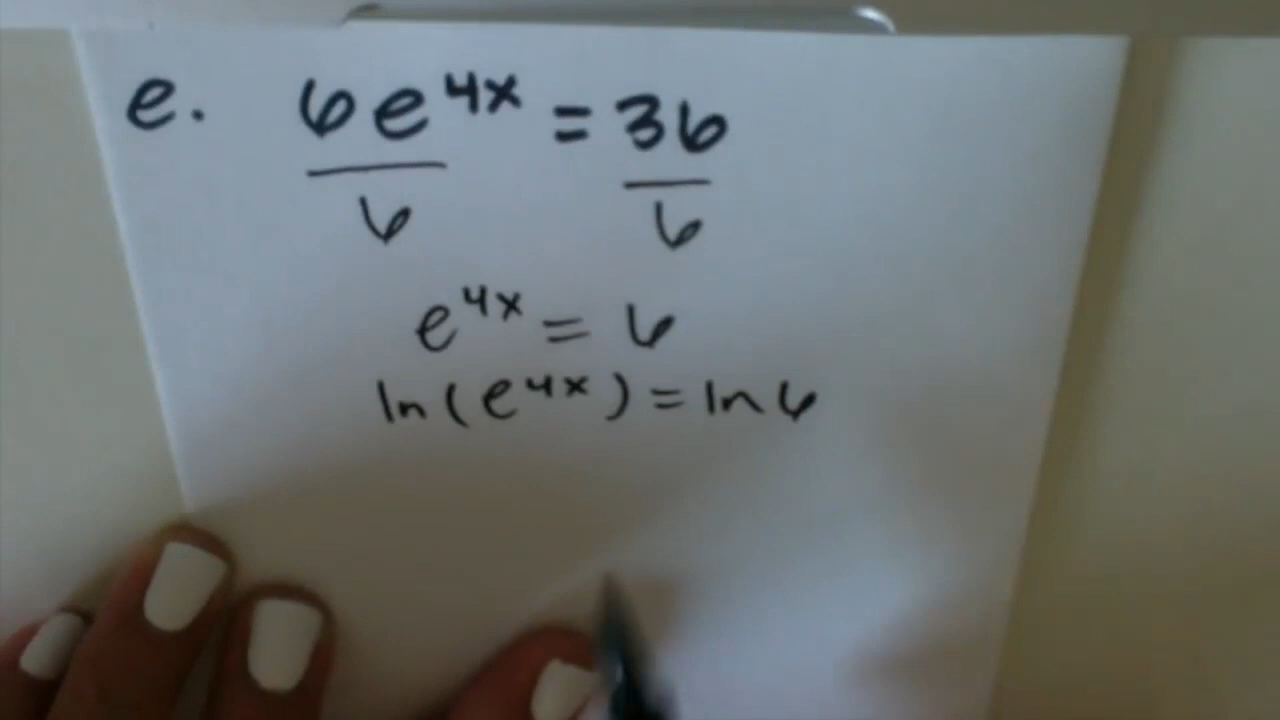 e. 6e^{4x} = 36
6 6
e^{4x} = 6
ln(e^{4x}) = ln 6